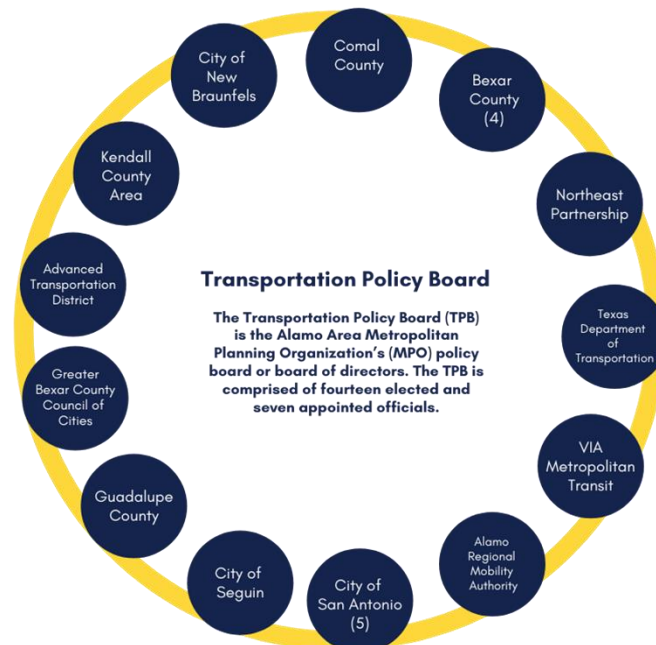 Comal
County
Bexar
County
(4)
Northeast
Partnership
Texas
Department
of
Transportation
VIA
Metropolitan
Transit
Alamo
Regional
Mobility
Authority
City of
San Antonio
(5)
City of
Seguin
Guadalupe
County
Greater
Bexar County
Council of
Cities
Advanced
Transportation
District
Kendall
County
Area
City of
New
Braunfels
Transportation Policy Board
The Transportation Policy Board (TPB)
is the Alamo Area Metropolitan
Planning Organization's (MPO) policy
board or board of directors. The TPB is
comprised of fourteen elected and
seven appointed officials.